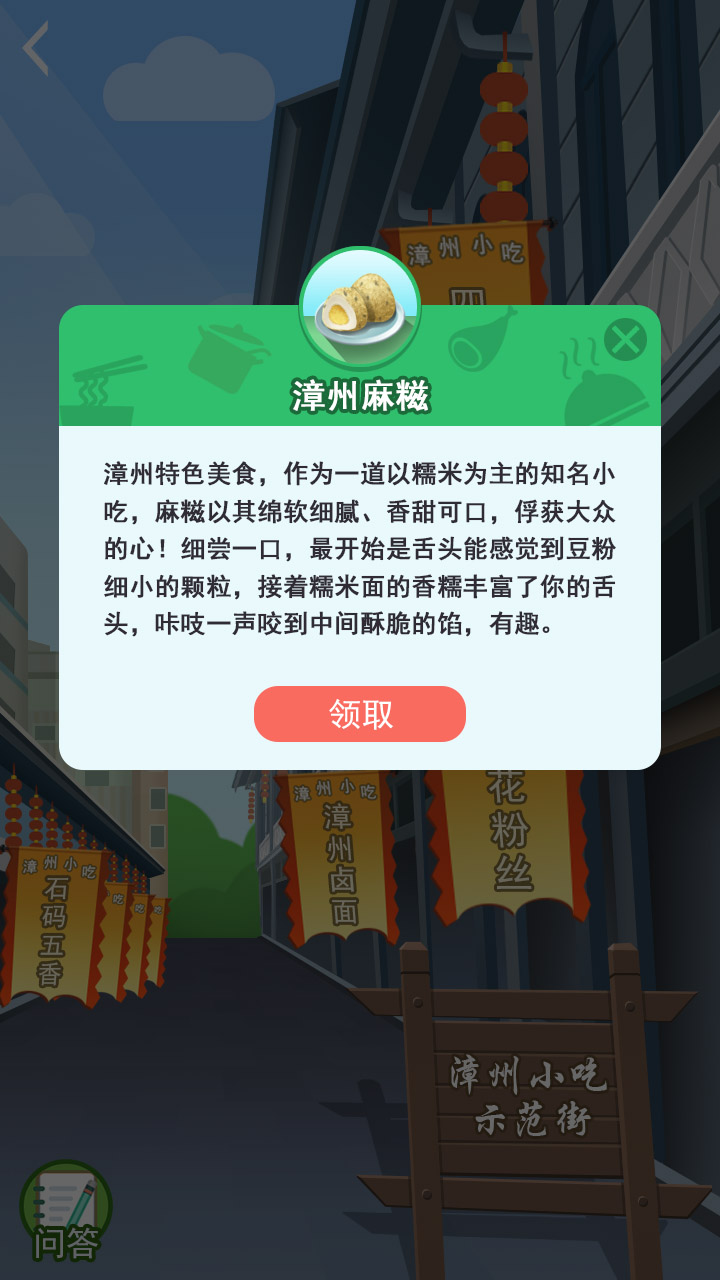 漳州小吃
四
漳州麻糍
漳州特色美食，作为一道以糯米为主的知名小
吃，麻糍以其绵软细腻、香甜可口，俘获大众
的心！细尝一口，最开始是舌头能感觉到豆粉
细小的颗粒，接着糯米面的香糯丰富了你的舌
头，咔吱一声咬到中间酥脆的馅，有趣。
领取
漳州小吃
漳州卤面
花粉丝
漳州小吃
石码五香
吃
吃
吃
漳州小吃
示范街
问答